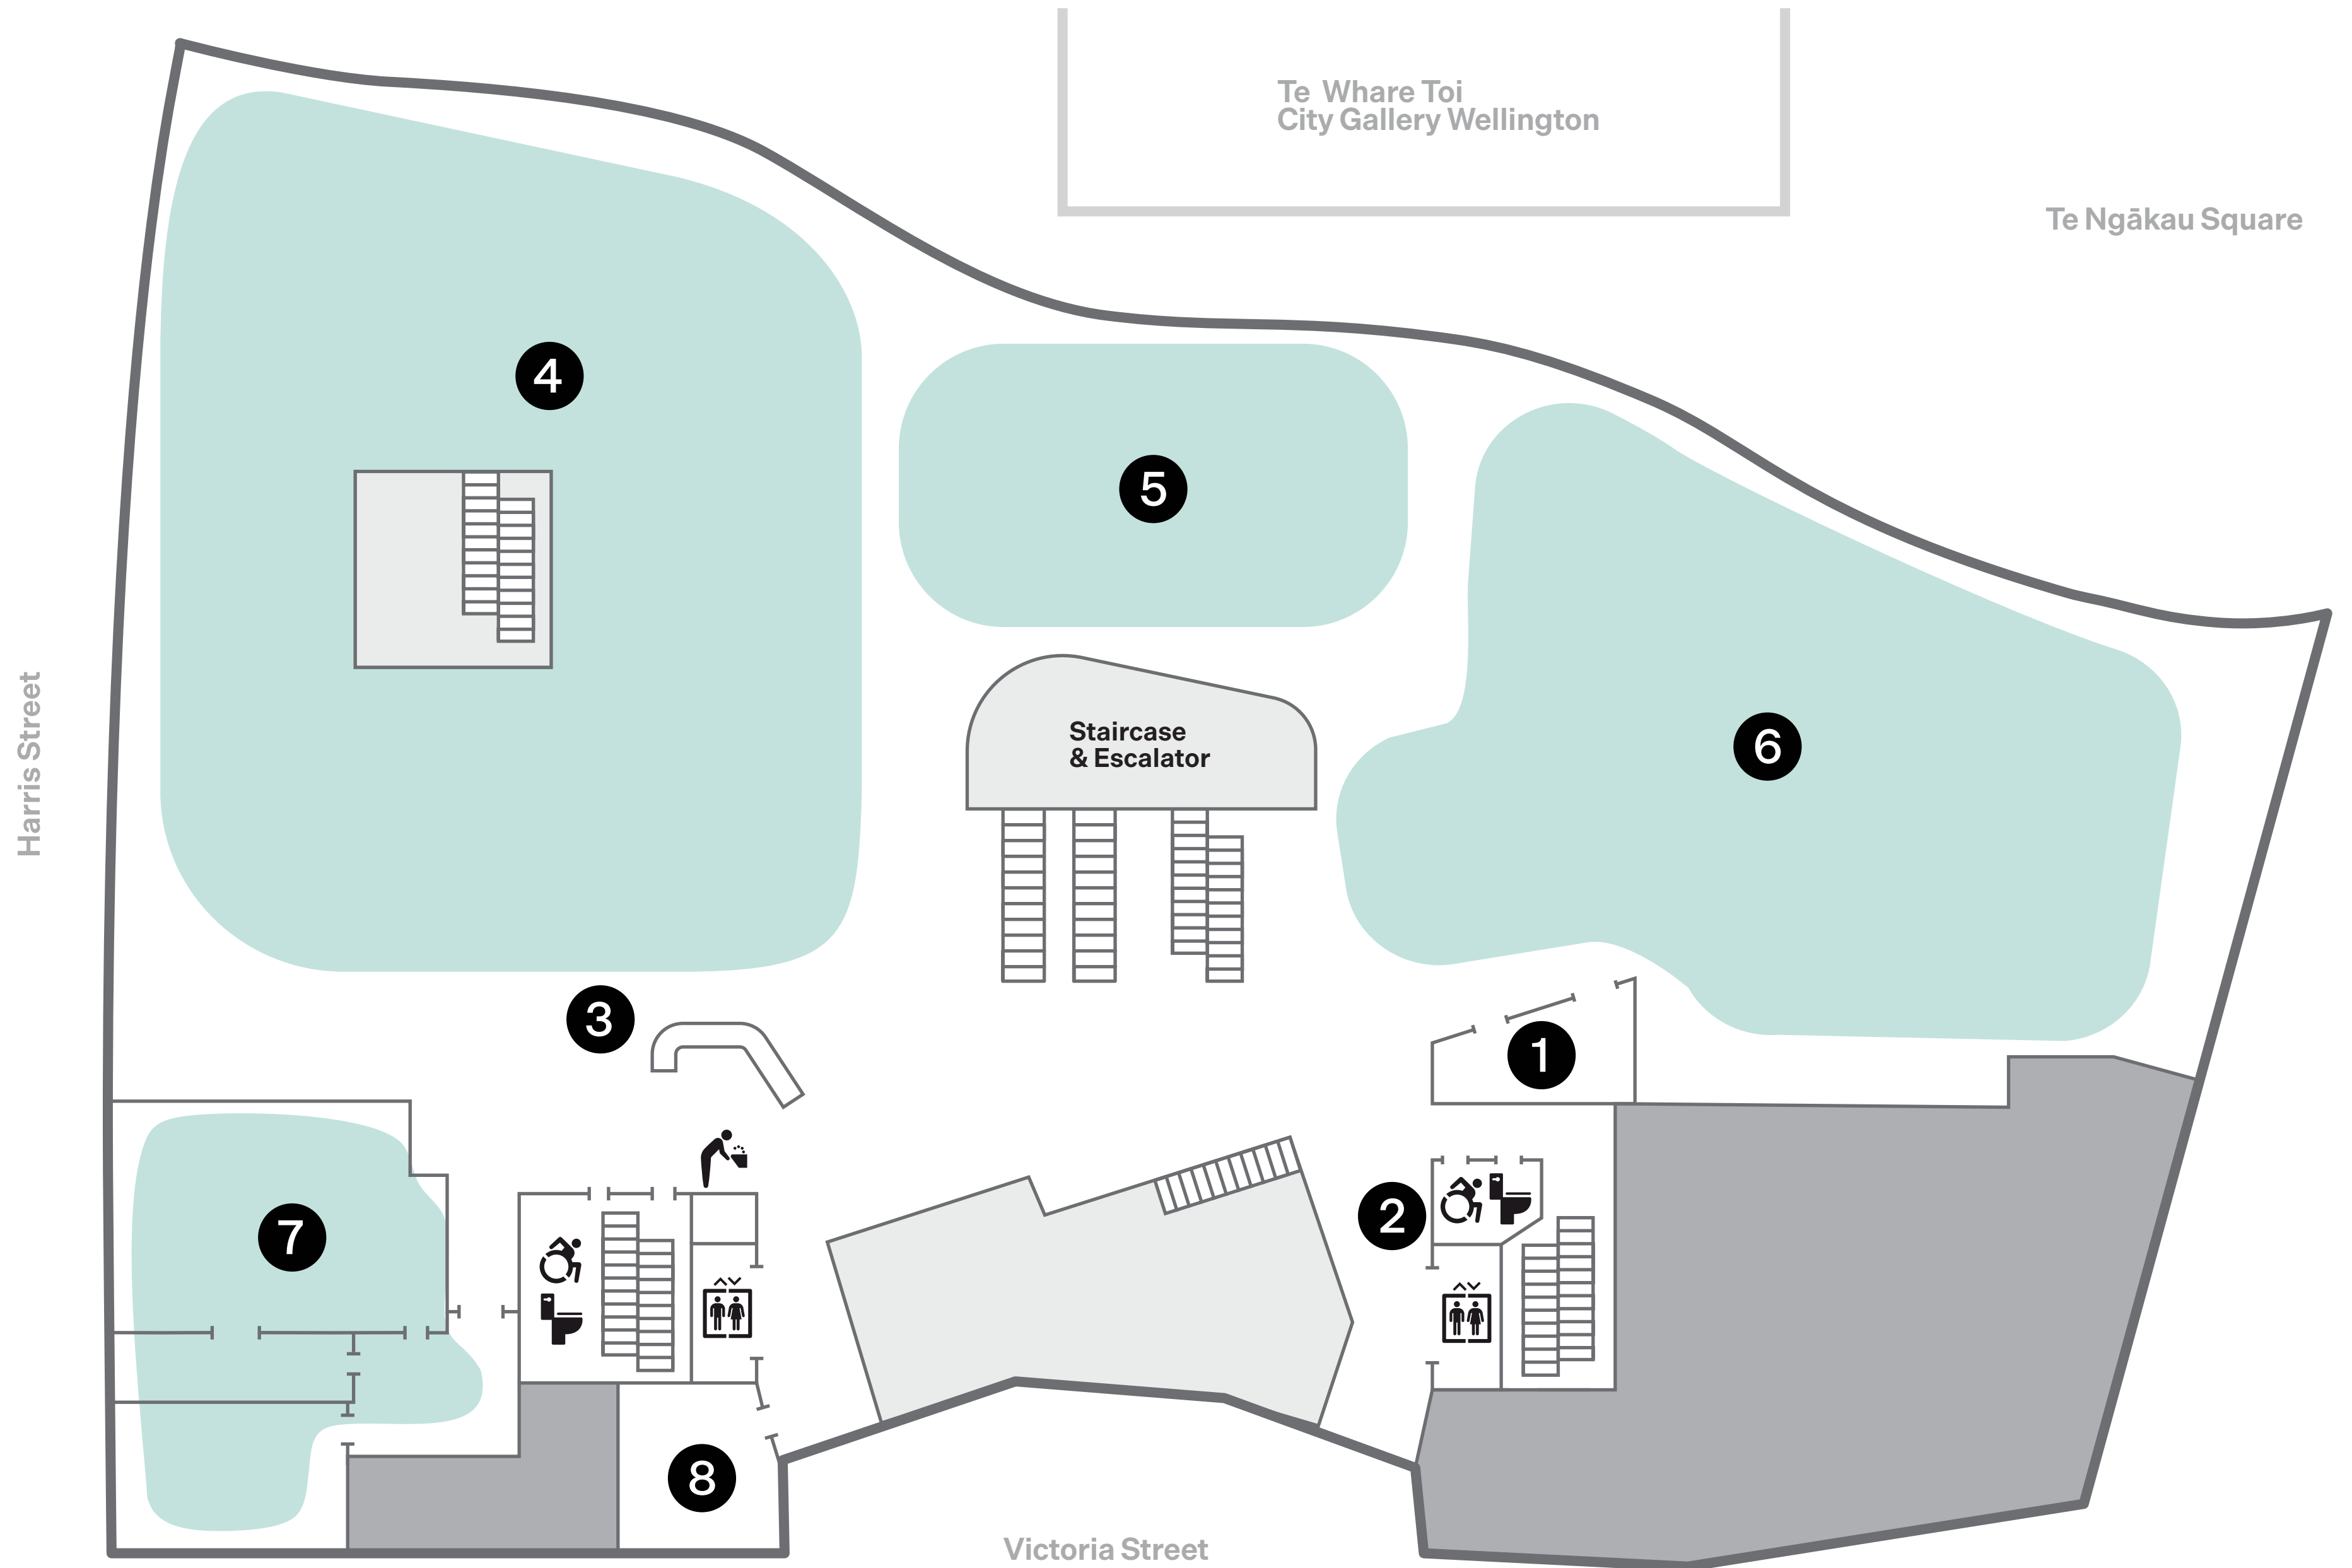 Te Whare Toi
City Gallery Wellington
Te Ngākau Square
4
5
6
Staircase
& Escalator
Harris Street
3
1
2
7
8
Victoria Street